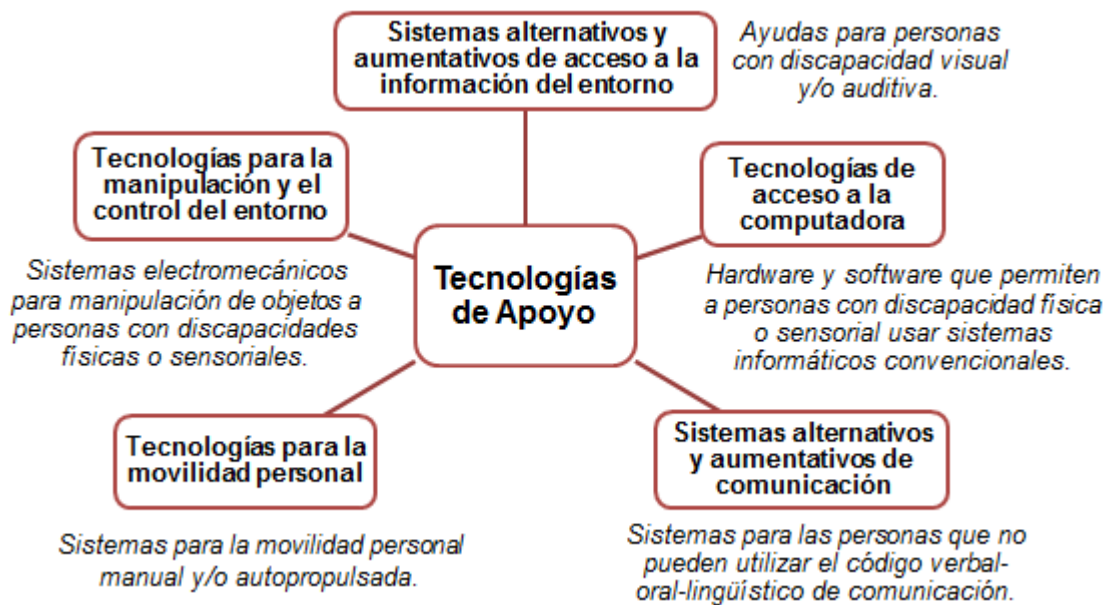 Sistemas alternativos y
aumentativos de acceso a la
información del entorno
Ayudas para personas
con discapacidad visual
y/o auditiva.
Tecnologías para la
manipulación y el
control del entorno
Sistemas electromecánicos
para manipulación de objetos a
personas con discapacidades
físicas o sensoriales.
Tecnologías de
acceso a la
computadora
Hardware y software que permiten
a personas con discapacidad física
o sensorial usar sistemas
informáticos convencionales.
Tecnologías
de Apoyo
Tecnologías para la
movilidad personal
Sistemas para la movilidad personal
manual y/o autopropulsada.
Sistemas alternativos
y aumentativos de
comunicación
Sistemas para las personas que no
pueden utilizar el código verbal-
oral-lingüístico de comunicación.